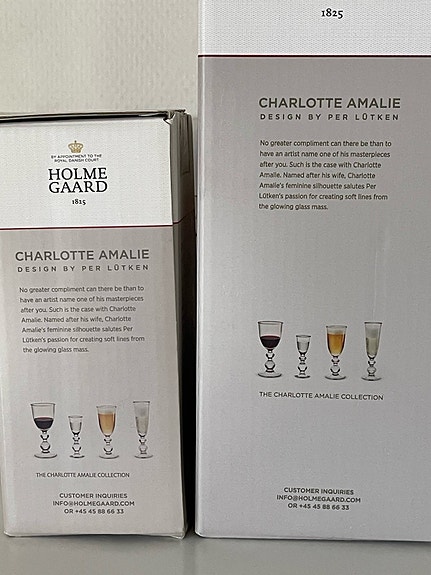 BY APPOINTMENT TO THE
ROYAL DANISH COURT
HOLME
GAARD
1825
CHARLOTTE AMALIE
DESIGN BY PER LÜTKEN
No greater compliment can there be than to
have an artist name one of his masterpieces
after you. Such is the case with Charlotte
Amalie. Named after his wife, Charlotte
Amalie's feminine silhouette salutes Per
Lütken's passion for creating soft lines from
the glowing glass mass.
THE CHARLOTTE AMALIE COLLECTION
CUSTOMER INQUIRIES
INFO@HOLMEGAARD.COM
OR +45 45 88 66 33
1825
CHARLOTTE AMALIE
DESIGN BY PER LÜTKEN
No greater compliment can there be than to
have an artist name one of his masterpieces
after you. Such is the case with Charlotte
Amalie. Named after his wife, Charlotte
Amalie's feminine silhouette salutes Per
Lütken's passion for creating soft lines from
the glowing glass mass.
THE CHARLOTTE AMALIE COLLECTION
CUSTOMER INQUIRIES
INFO@HOLMEGAARD.COM
OR +45 45 88 66 33